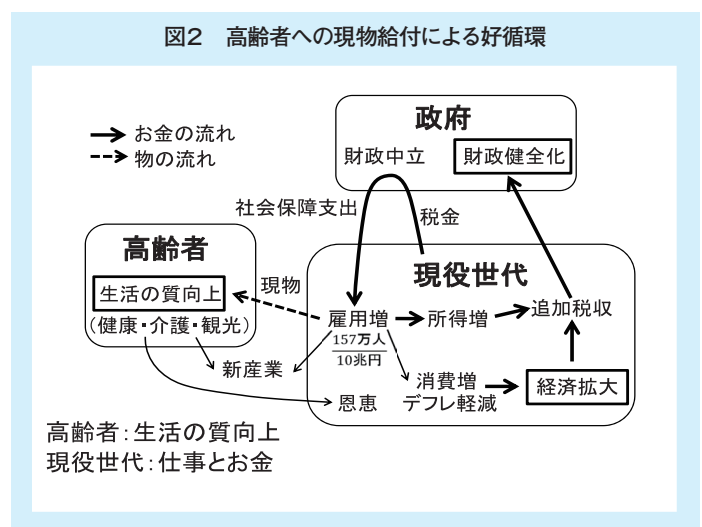 図2 高齢者への現物給付による好循環
お金の流れ
物の流れ
政府
財政中立
財政健全化
社会保障支出
税金
高齢者
生活の質向上
(健康・介護・観光)
現物
現役世代
雇用増
157万人
10兆円
所得増
追加税収
新産業
恩恵
消費増
デフレ軽減
経済拡大
高齢者:生活の質向上
現役世代:仕事とお金